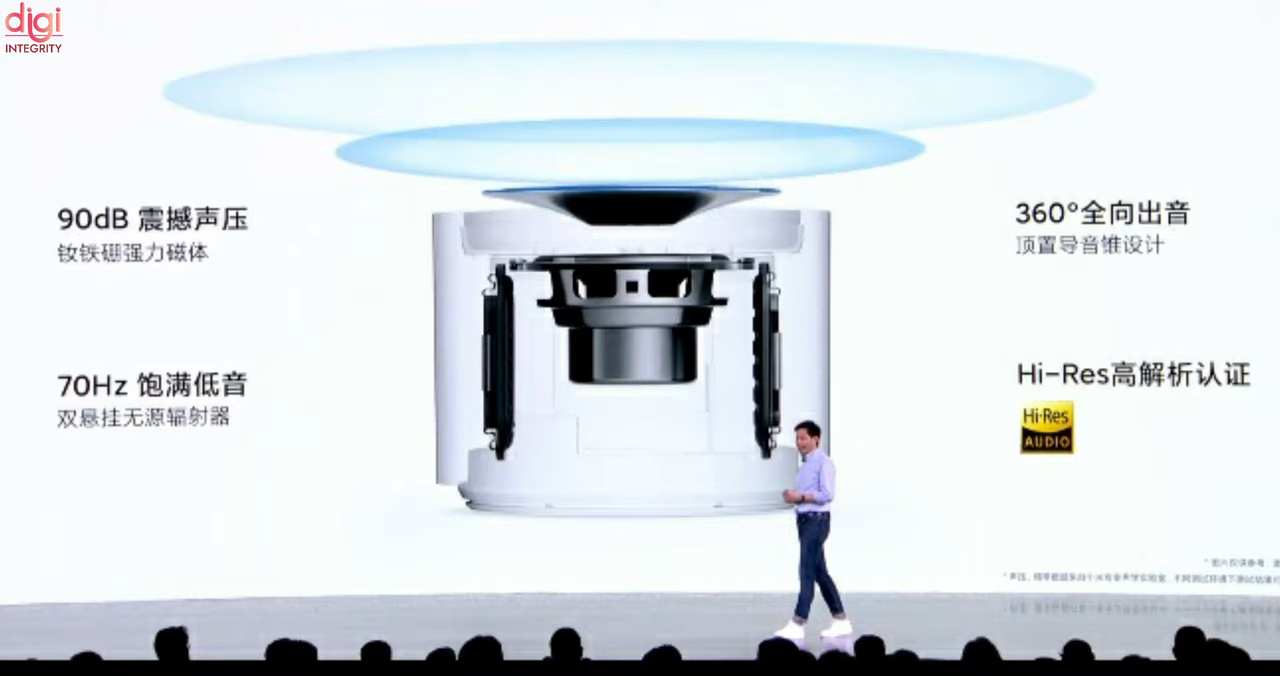 digi
INTEGRITY
90dB 震撼声压
钕铁硼强力磁体
70Hz 饱满低音
双悬挂无源辐射器
360°全向出音
顶置导音锥设计
Hi-Res高解析认证
Hi-Res
AUDIO